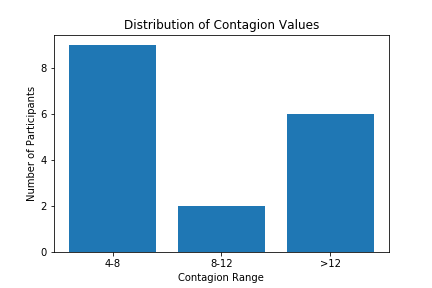 Distribution of Contagion Values
Number of Participants
8
6
4
2
0
4-8 8-12 >12
Contagion Range